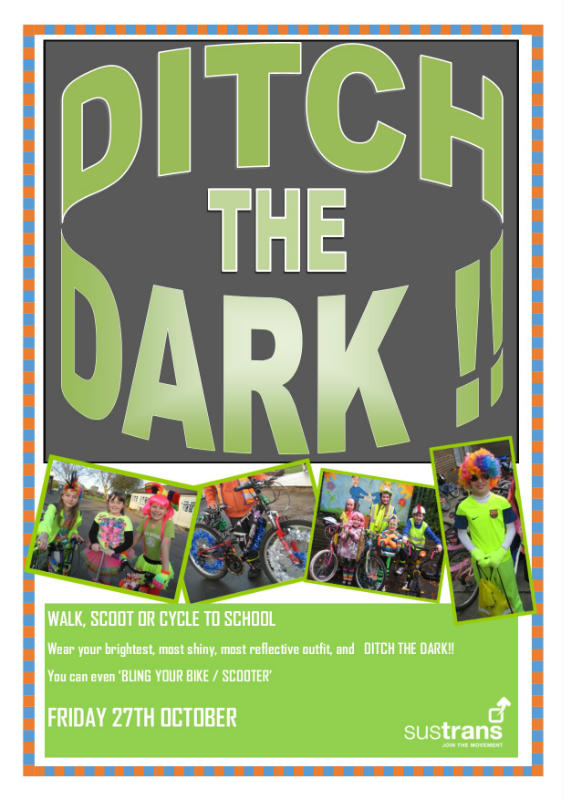 DITCH
THE
DARK !!
WALK, SCOOT OR CYCLE TO SCHOOL
Wear your brightest, most shiny, most reflective outfit, and DITCH THE DARK!!
You can even ‘BLING YOUR BIKE / SCOOTER’
FRIDAY 27TH OCTOBER
sustrans
JOIN THE MOVEMENT